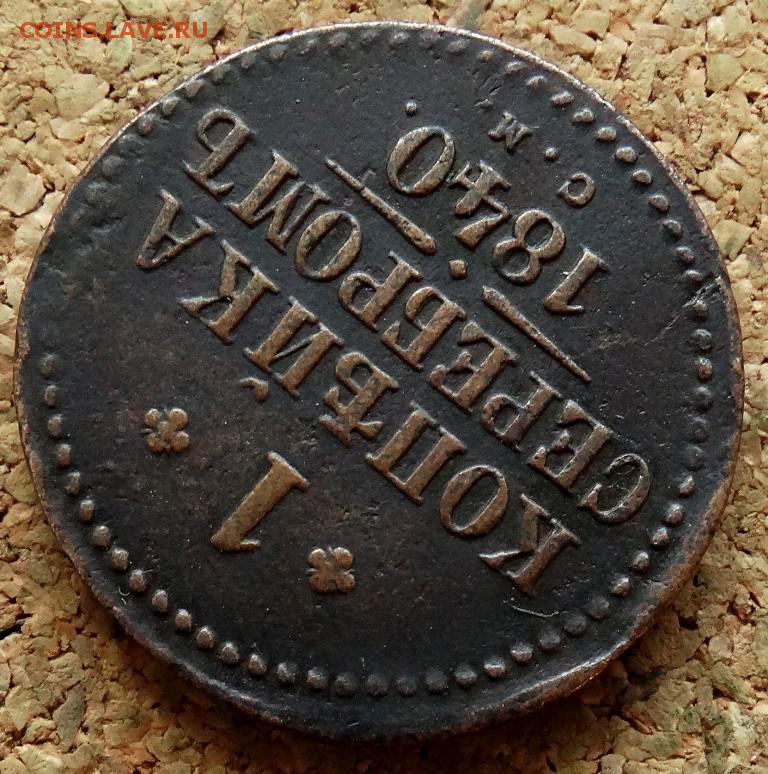 COINS.LAVE.RU
1
КОПѢЙКА
СЕРЕБРОМЪ
1840.
С. М.